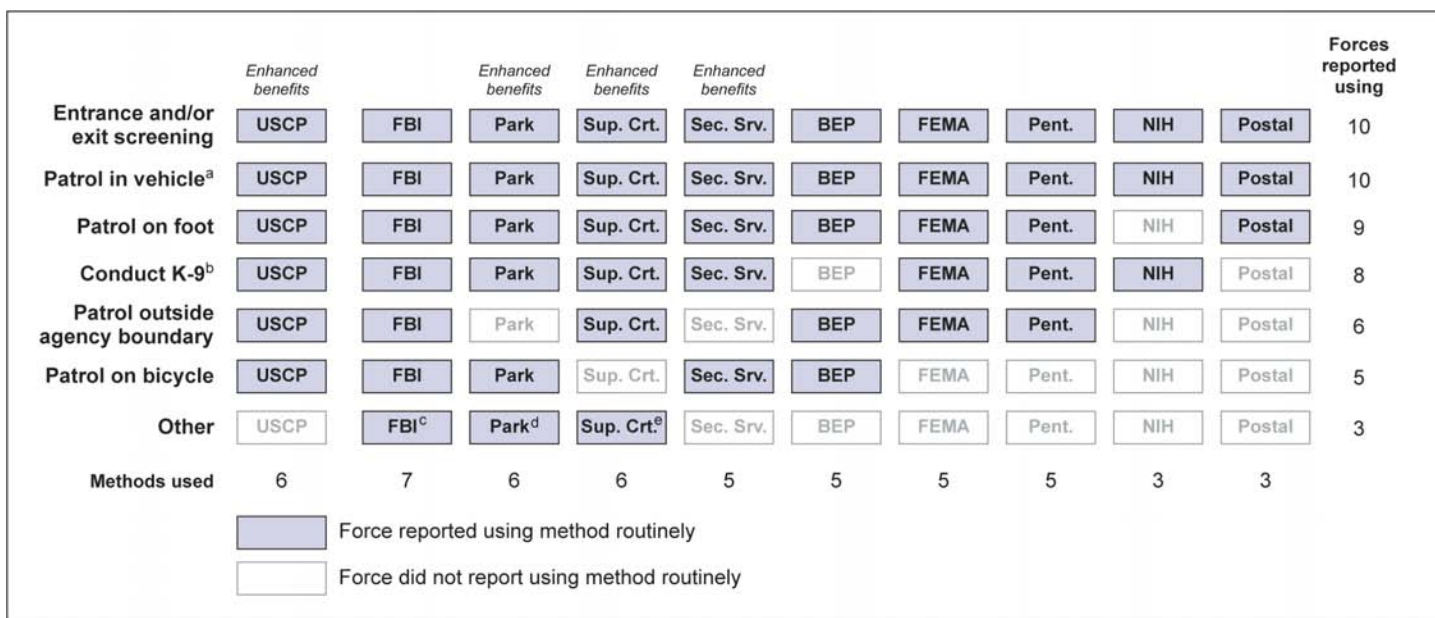 Forces
reported
using
Enhanced benefits Enhanced benefits Enhanced benefits Enhanced benefits
Entrance and/or exit screening USCP FBI Park Sup. Crt. Sec. Srv. BEP FEMA Pent. NIH Postal 10
Patrol in vehicleᵃ USCP FBI Park Sup. Crt. Sec. Srv. BEP FEMA Pent. NIH Postal 10
Patrol on foot USCP FBI Park Sup. Crt. Sec. Srv. BEP FEMA Pent. NIH Postal 9
Conduct K-9ᵇ USCP FBI Park Sup. Crt. Sec. Srv. BEP FEMA Pent. NIH Postal 8
Patrol outside agency boundary USCP FBI Park Sup. Crt. Sec. Srv. BEP FEMA Pent. NIH Postal 6
Patrol on bicycle USCP FBI Park Sup. Crt. Sec. Srv. BEP FEMA Pent. NIH Postal 5
Other USCP FBIᶜ Parkᵈ Sup. Crt.ᵉ Sec. Srv. BEP FEMA Pent. NIH Postal 3
Methods used 6 7 6 6 5 5 5 5 3 3
Force reported using method routinely
Force did not report using method routinely